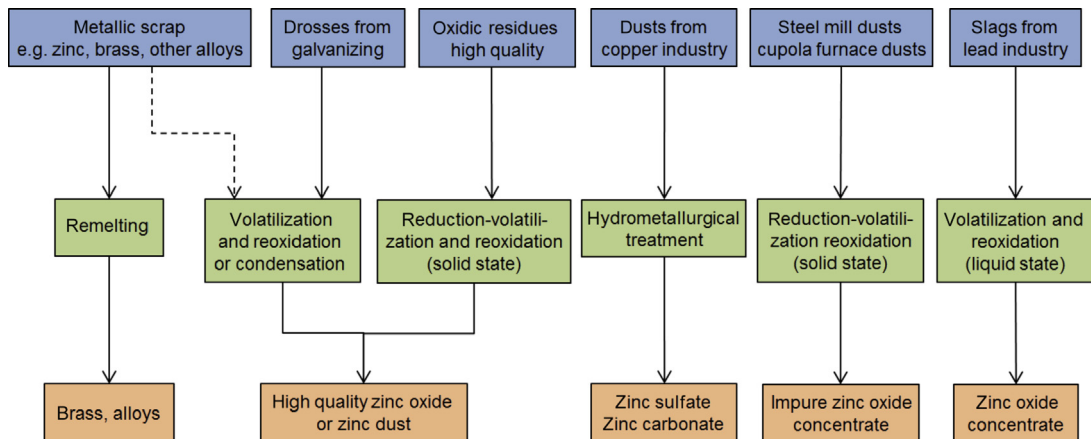 Metallic scrap
e.g. zinc, brass, other alloys
Drosses from
galvanizing
Oxidic residues
high quality
Dusts from
copper industry
Steel mill dusts
cupola furnace dusts
Slags from
lead industry
Remelting
Volatilization
and reoxidation
or condensation
Reduction-volatili-
zation and reoxidation
(solid state)
Hydrometallurgical
treatment
Reduction-volatili-
zation reoxidation
(solid state)
Volatilization and
reoxidation
(liquid state)
Brass, alloys
High quality zinc oxide
or zinc dust
Zinc sulfate
Zinc carbonate
Impure zinc oxide
concentrate
Zinc oxide
concentrate